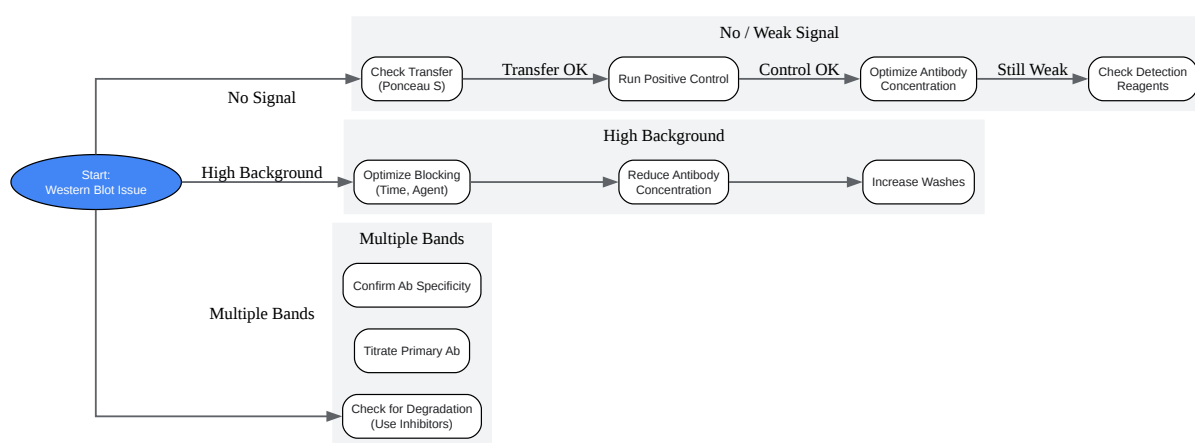 No / Weak Signal
Check Transfer
(Ponceau S)
Transfer OK
Run Positive Control
Control OK
Optimize Antibody
Concentration
Still Weak
Check Detection
Reagents
No Signal
High Background
Start:
Western Blot Issue
High Background
Optimize Blocking
(Time, Agent)
Reduce Antibody
Concentration
Increase Washes
Multiple Bands
Confirm Ab Specificity
Multiple Bands
Titrate Primary Ab
Check for Degradation
(Use Inhibitors)